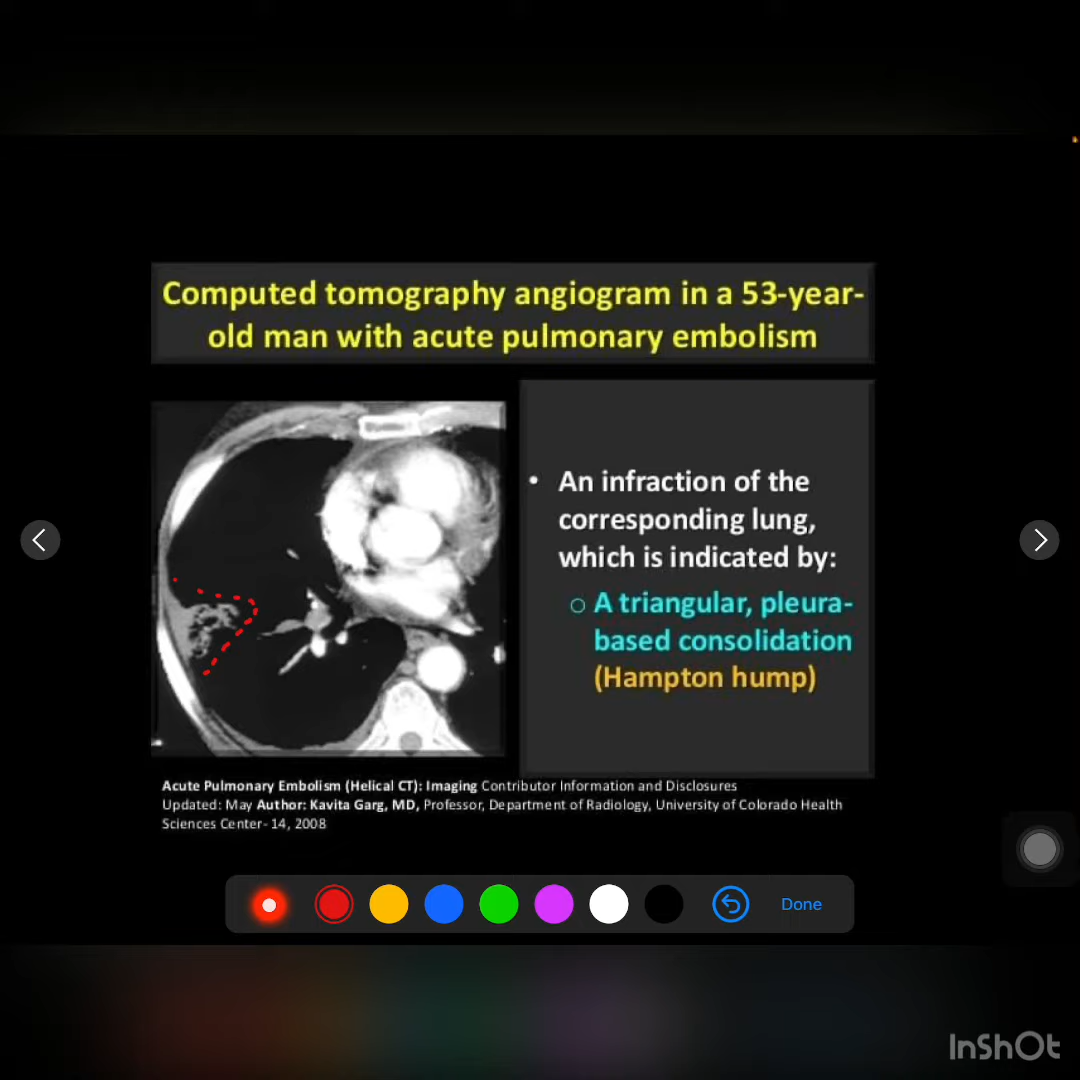 Computed tomography angiogram in a 53-year-
old man with acute pulmonary embolism
• An infraction of the
corresponding lung,
which is indicated by:
o A triangular, pleura-
based consolidation
(Hampton hump)
Acute Pulmonary Embolism (Helical CT): Imaging Contributor Information and Disclosures
Updated: May Author: Kavita Garg, MD, Professor, Department of Radiology, University of Colorado Health
Sciences Center- 14, 2008
Done
InShOt